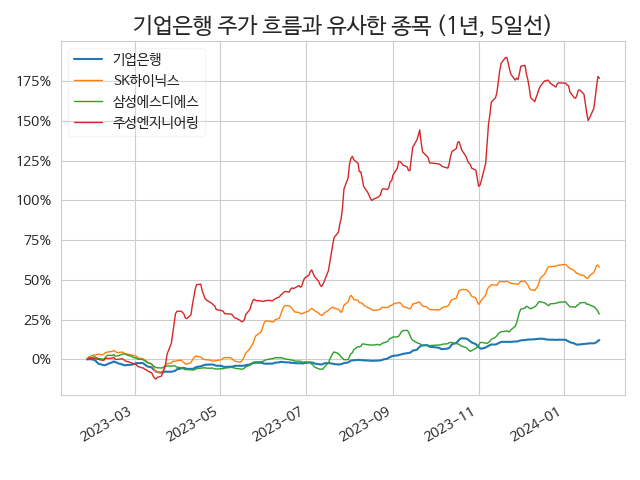 기업은행 주가 흐름과 유사한 종목 (1년, 5일선)
기업은행
SK하이닉스
삼성에스디에스
주성엔지니어링
175%
150%
125%
100%
75%
50%
25%
0%
2023-03
2023-05
2023-07
2023-09
2023-11
2024-01